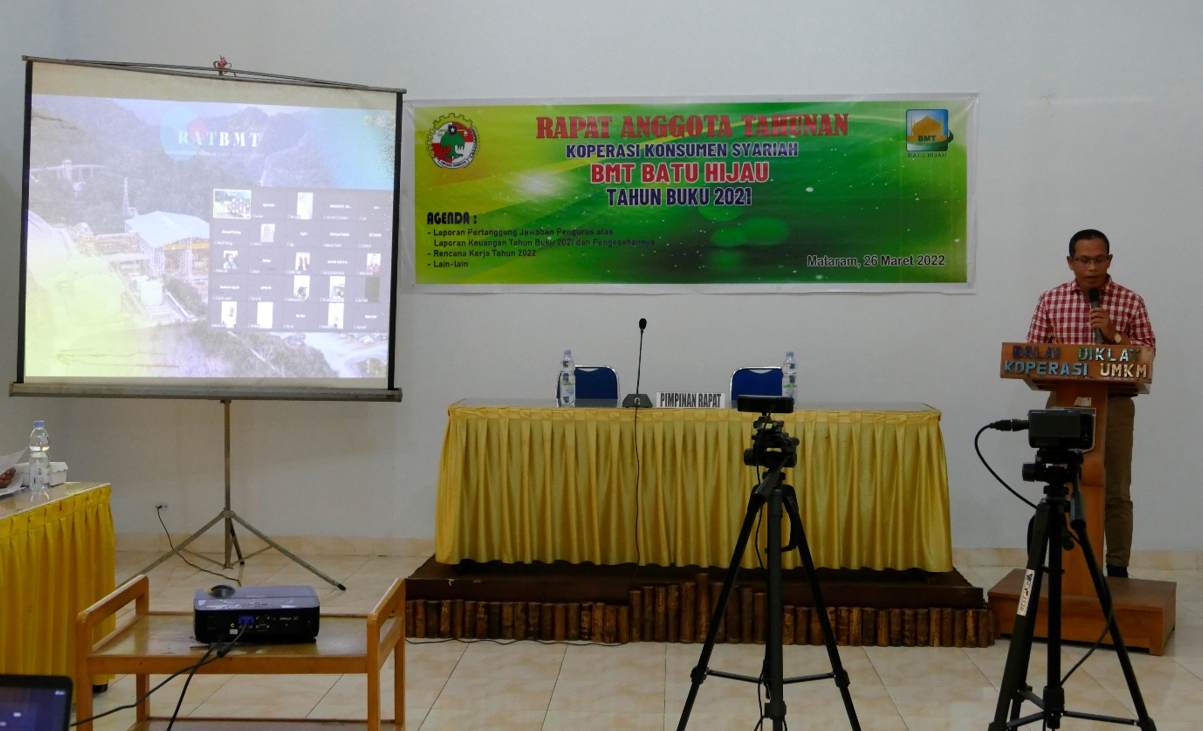 RATBMT
RAPAT ANGGOTA TAHUNAN
KOPERASI KONSUMEN SYARIAH
BMT BATU HIJAU
TAHUN BUKU 2021
AGENDA :
- Laporan Pertanggung Jawaban Pengurus atas
Laporan Keuangan Tahun Buku 2021 dan Pengesahannya
- Rencana Kerja Tahun 2022
- Lain-lain
Mataram, 26 Maret 2022
BMT
BATU HIJAU
PIMPINAN RAPAT
BALAI DIKLAT
KOPERASI UMKM